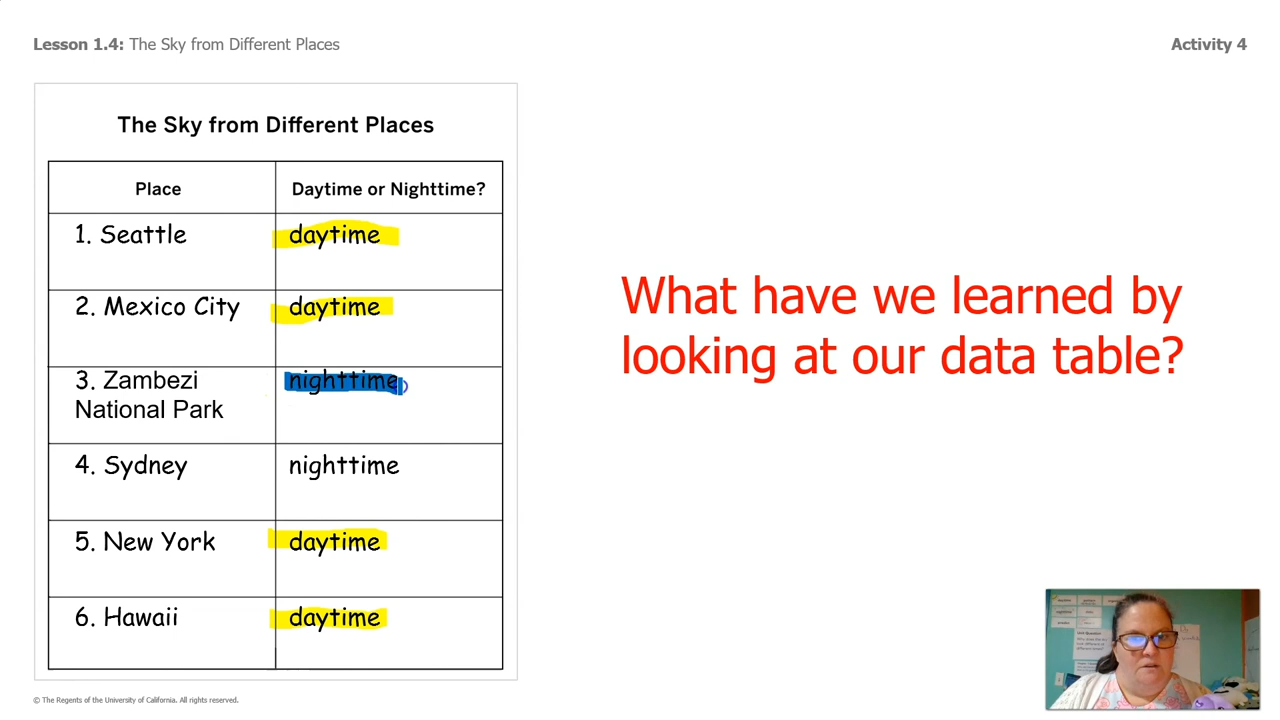 Lesson 1.4: The Sky from Different Places
Activity 4
The Sky from Different Places
Place
Daytime or Nighttime?
1. Seattle
daytime
2. Mexico City
daytime
3. Zambezi
National Park
nighttime
4. Sydney
nighttime
5. New York
daytime
6. Hawaii
daytime
What have we learned by
looking at our data table?
© The Regents of the University of California. All rights reserved.
Unit Question